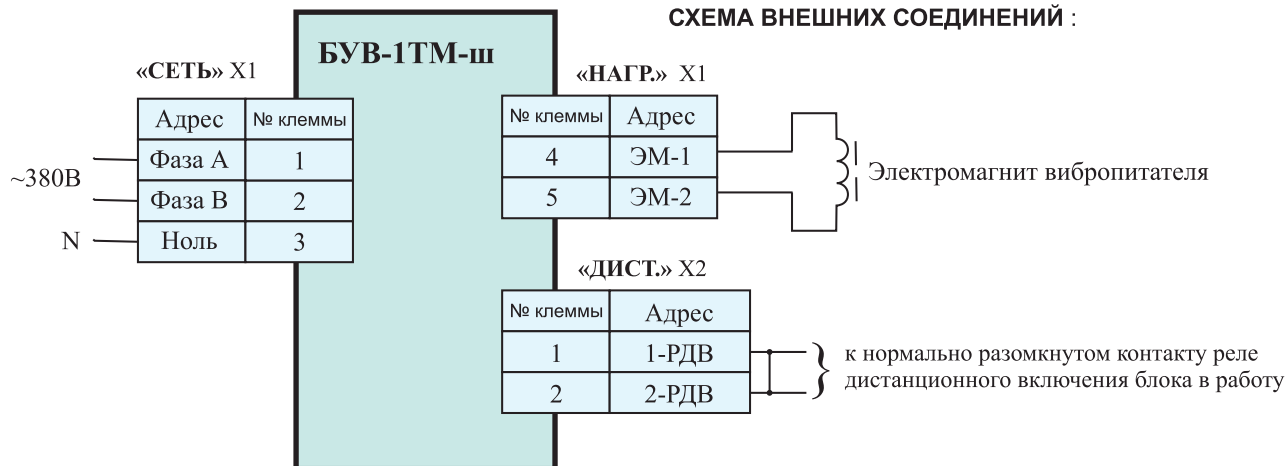 СХЕМА ВНЕШНИХ СОЕДИНЕНИЙ :
БУВ-1ТМ-ш
«СЕТЬ» X1
Адрес № клеммы
Фаза А 1
Фаза В 2
Ноль 3
~380В
N
«НАГР.» X1
№ клеммы Адрес
4 ЭМ-1
5 ЭМ-2
Электромагнит вибропитателя
«ДИСТ.» X2
№ клеммы Адрес
1 1-РДВ
2 2-РДВ
к нормально разомкнутом контакту реле
дистанционного включения блока в работу